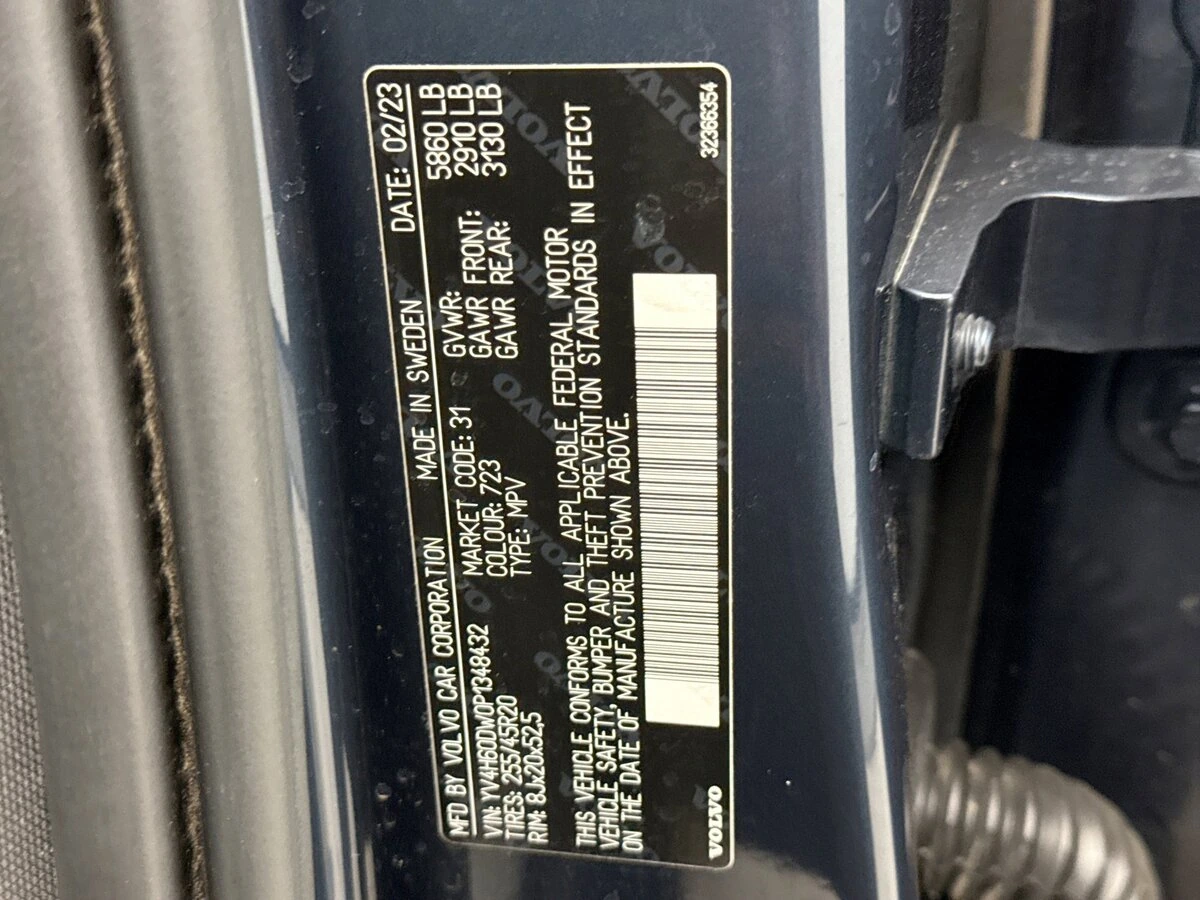 MFD BY VOLVO CAR CORPORATION MADE IN SWEDEN DATE: 02/23
VIN: YV4H60DW0P1348432 MARKET CODE: 31 GVWR: 5860 LB
TIRES: 255/45R20 COLOUR: 723 GAWR FRONT: 2910 LB
RIM: 8Jx20x52,5 TYPE: MPV GAWR REAR: 3130 LB
THIS VEHICLE CONFORMS TO ALL APPLICABLE FEDERAL MOTOR
VEHICLE SAFETY, BUMPER AND THEFT PREVENTION STANDARDS IN EFFECT
ON THE DATE OF MANUFACTURE SHOWN ABOVE.
VOLVO 32366354